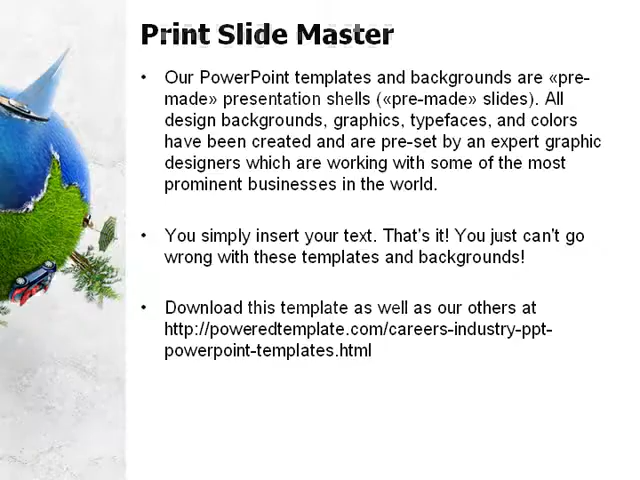 Print Slide Master
• Our PowerPoint templates and backgrounds are «pre-
made» presentation shells («pre-made» slides). All
design backgrounds, graphics, typefaces, and colors
have been created and are pre-set by an expert graphic
designers which are working with some of the most
prominent businesses in the world.
• You simply insert your text. That's it! You just can't go
wrong with these templates and backgrounds!
• Download this template as well as our others at
http://poweredtemplate.com/careers-industry-ppt-
powerpoint-templates.html